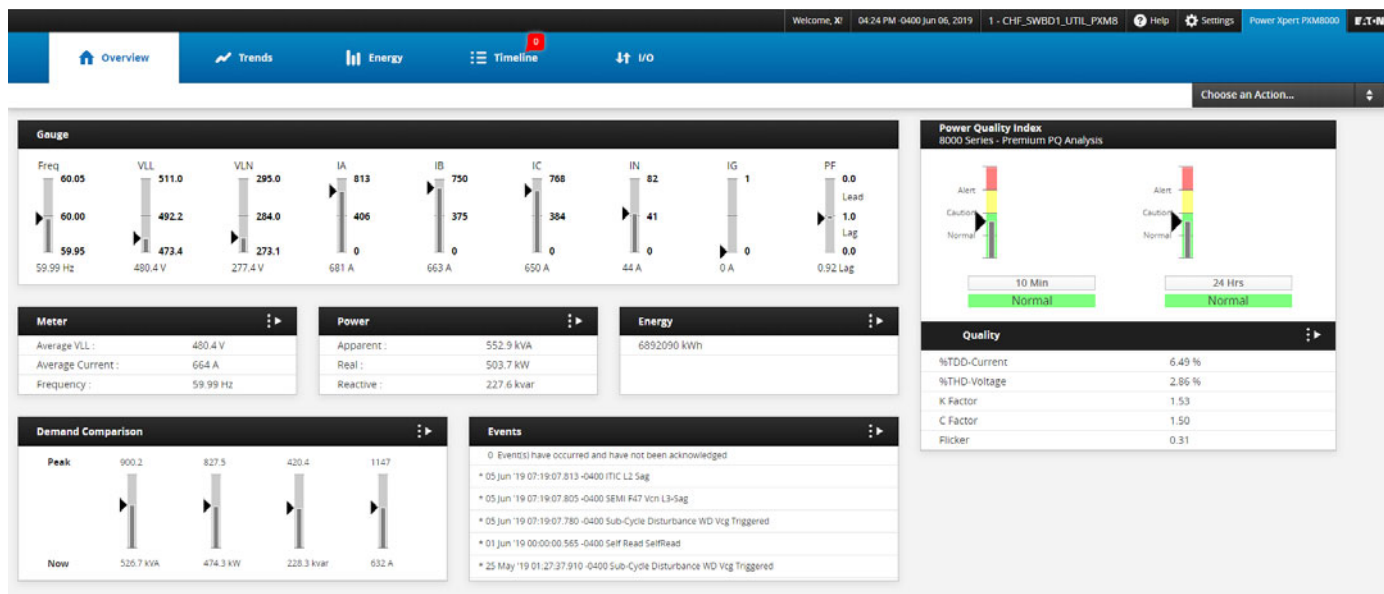 Welcome, X! 04:24 PM -0400 Jun 06, 2019 1 - CHF_SWBD1_UTIL_PXM8 Help Settings Power Xpert PXM8000 E.T.N
0
Overview Trends Energy Timeline I/O
Choose an Action...
Gauge
Freq VLL VLN IA IB IC IN IG PF
60.05 511.0 295.0 813 750 768 82 1 0.0
Lead
60.00 492.2 284.0 406 375 384 41 1.0
Lag
59.95 473.4 273.1 0 0 0 0 0 0.0
59.99 Hz 480.4 V 277.4 V 681 A 663 A 650 A 44 A 0 A 0.92 Lag
Power Quality Index
8000 Series - Premium PQ Analysis
Alert Alert
Caution Caution
Normal Normal
10 Min 24 Hrs
Normal Normal
Meter
Average VLL : 480.4 V
Average Current : 664 A
Frequency : 59.99 Hz
Power
Apparent : 552.9 kVA
Real : 503.7 kW
Reactive : 227.6 kvar
Energy
6892090 kWh
Quality
%TDD-Current 6.49 %
%THD-Voltage 2.86 %
K Factor 1.53
C Factor 1.50
Flicker 0.31
Demand Comparison
Peak 900.2 827.5 420.4 1147
Now 526.7 kVA 474.3 kW 228.3 kvar 632 A
Events
0 Event(s) have occurred and have not been acknowledged
* 05 Jun '19 07:19:07.813 -0400 ITIC L2 Sag
* 05 Jun '19 07:19:07.805 -0400 SEMI F47 Vcn L3-Sag
* 05 Jun '19 07:19:07.780 -0400 Sub-Cycle Disturbance WD Vcg Triggered
* 01 Jun '19 00:00:00.565 -0400 Self Read SelfRead
* 25 May '19 01:27:37.910 -0400 Sub-Cycle Disturbance WD Vcg Triggered